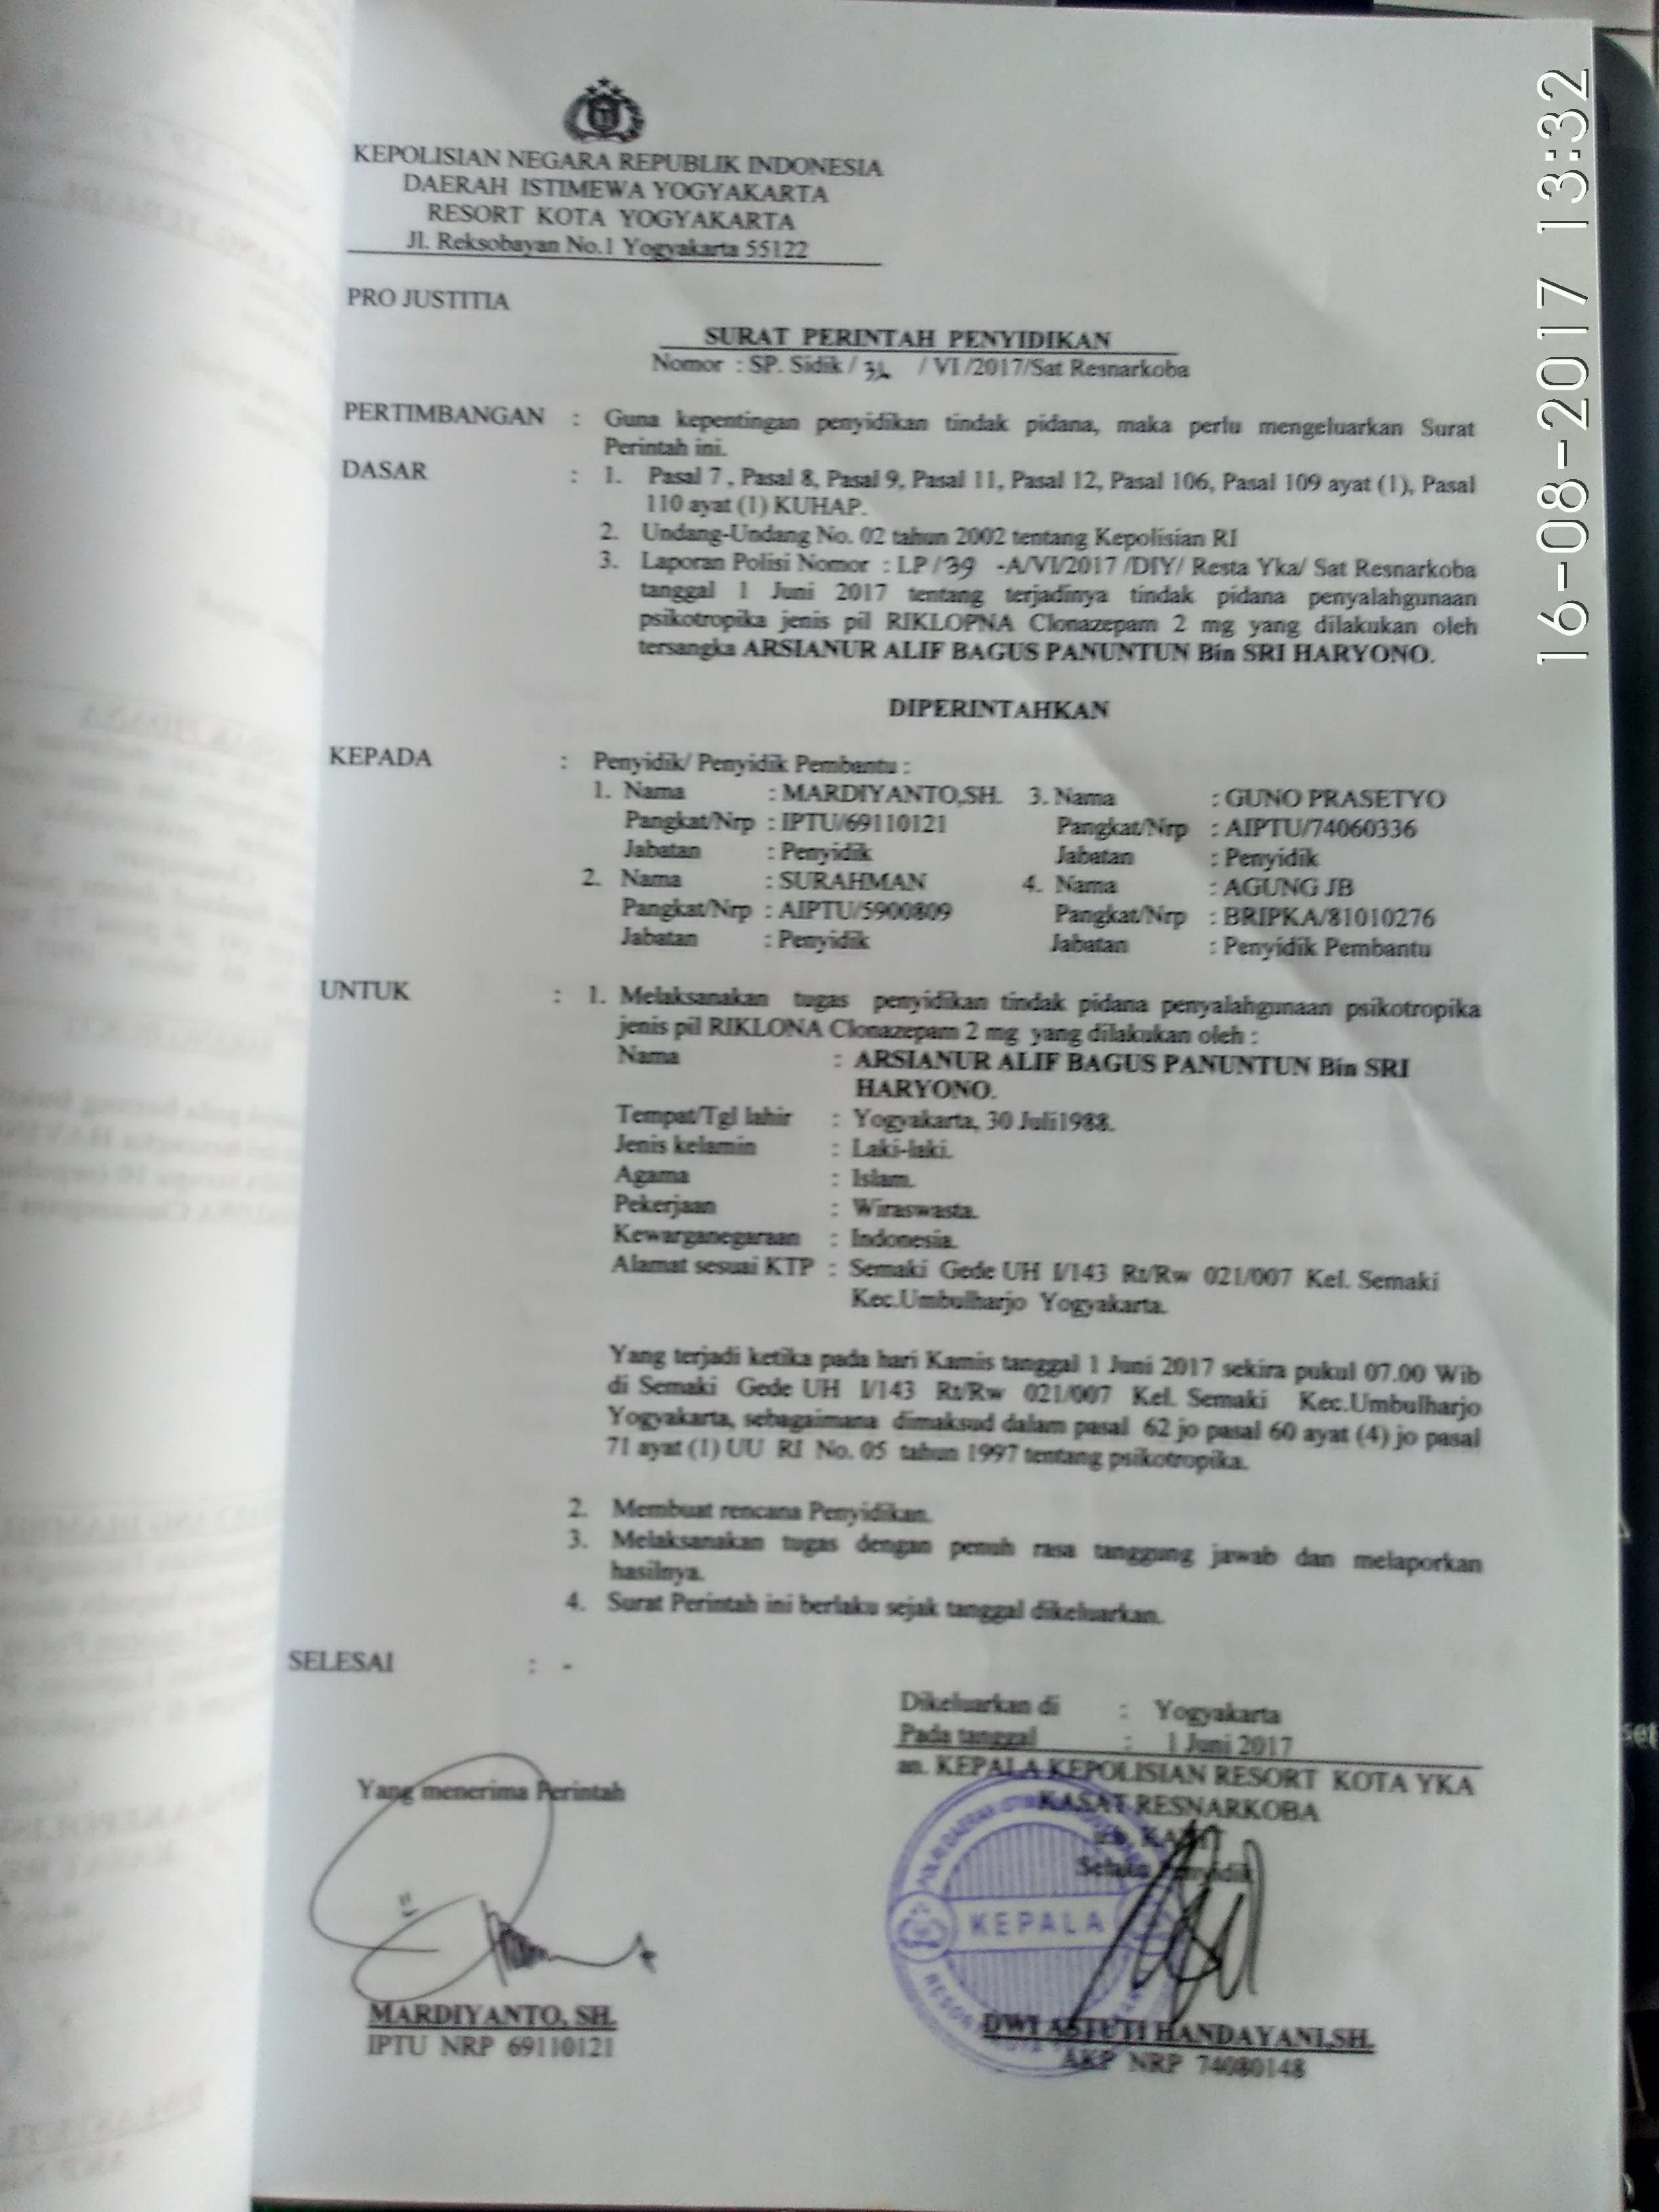 KEPOLISIAN NEGARA REPUBLIK INDONESIA
DAERAH ISTIMEWA YOGYAKARTA
RESORT KOTA YOGYAKARTA
Jl. Reksobayan No.1 Yogyakarta 55122
PRO JUSTITIA
SURAT PERINTAH PENYIDIKAN
Nomor : SP. Sidik / / VI /2017/Sat Resnarkoba
PERTIMBANGAN : Guna kepentingan penyidikan tindak pidana, maka perlu mengeluarkan Surat
Perintah ini.
DASAR : 1. Pasal 7 , Pasal 8, Pasal 9, Pasal 11, Pasal 12, Pasal 106, Pasal 109 ayat (1), Pasal
110 ayat (1) KUHAP.
2. Undang-Undang No. 02 tahun 2002 tentang Kepolisian RI
3. Laporan Polisi Nomor : LP /39 -A/VI/2017 /DIY/ Resta Yka/ Sat Resnarkoba
tanggal 1 Juni 2017 tentang terjadinya tindak pidana penyalahgunaan
psikotropika jenis pil RIKLOPNA Clonazepam 2 mg yang dilakukan oleh
tersangka ARSIANUR ALIF BAGUS PANUNTUN Bin SRI HARYONO.
DIPERINTAHKAN
KEPADA : Penyidik/ Penyidik Pembantu :
1. Nama : MARDIYANTO,SH. 3. Nama : GUNO PRASETYO
Pangkat/Nrp : IPTU/69110121 Pangkat/Nrp : AIPTU/74060336
Jabatan : Penyidik Jabatan : Penyidik
2. Nama : SURAHMAN 4. Nama : AGUNG JB
Pangkat/Nrp : AIPTU/5900809 Pangkat/Nrp : BRIPKA/81010276
Jabatan : Penyidik Jabatan : Penyidik Pembantu
UNTUK : 1. Melaksanakan tugas penyidikan tindak pidana penyalahgunaan psikotropika
jenis pil RIKLONA Clonazepam 2 mg yang dilakukan oleh :
Nama : ARSIANUR ALIF BAGUS PANUNTUN Bin SRI
HARYONO.
Tempat/Tgl lahir : Yogyakarta, 30 Juli1988.
Jenis kelamin : Laki-laki.
Agama : Islam.
Pekerjaan : Wiraswasta.
Kewarganegaraan : Indonesia.
Alamat sesuai KTP : Semaki Gede UH I/143 Rt/Rw 021/007 Kel. Semaki
Kec.Umbulharjo Yogyakarta.
Yang terjadi ketika pada hari Kamis tanggal 1 Juni 2017 sekira pukul 07.00 Wib
di Semaki Gede UH I/143 Rt/Rw 021/007 Kel. Semaki Kec.Umbulharjo
Yogyakarta, sebagaimana dimaksud dalam pasal 62 jo pasal 60 ayat (4) jo pasal
71 ayat (1) UU RI No. 05 tahun 1997 tentang psikotropika.
2. Membuat rencana Penyidikan.
3. Melaksanakan tugas dengan penuh rasa tanggung jawab dan melaporkan
hasilnya.
4. Surat Perintah ini berlaku sejak tanggal dikeluarkan.
SELESAI : -
Dikeluarkan di : Yogyakarta
Pada tanggal : 1 Juni 2017
an. KEPALA KEPOLISIAN RESORT KOTA YKA
KASAT RESNARKOBA
Selaku Penyidik
Yang menerima Perintah
KEPALA
MARDIYANTO, SH.
IPTU NRP 69110121
DWI ASTUTI HANDAYANI,SH.
AKP NRP 74080148
16-08-2017 13:32